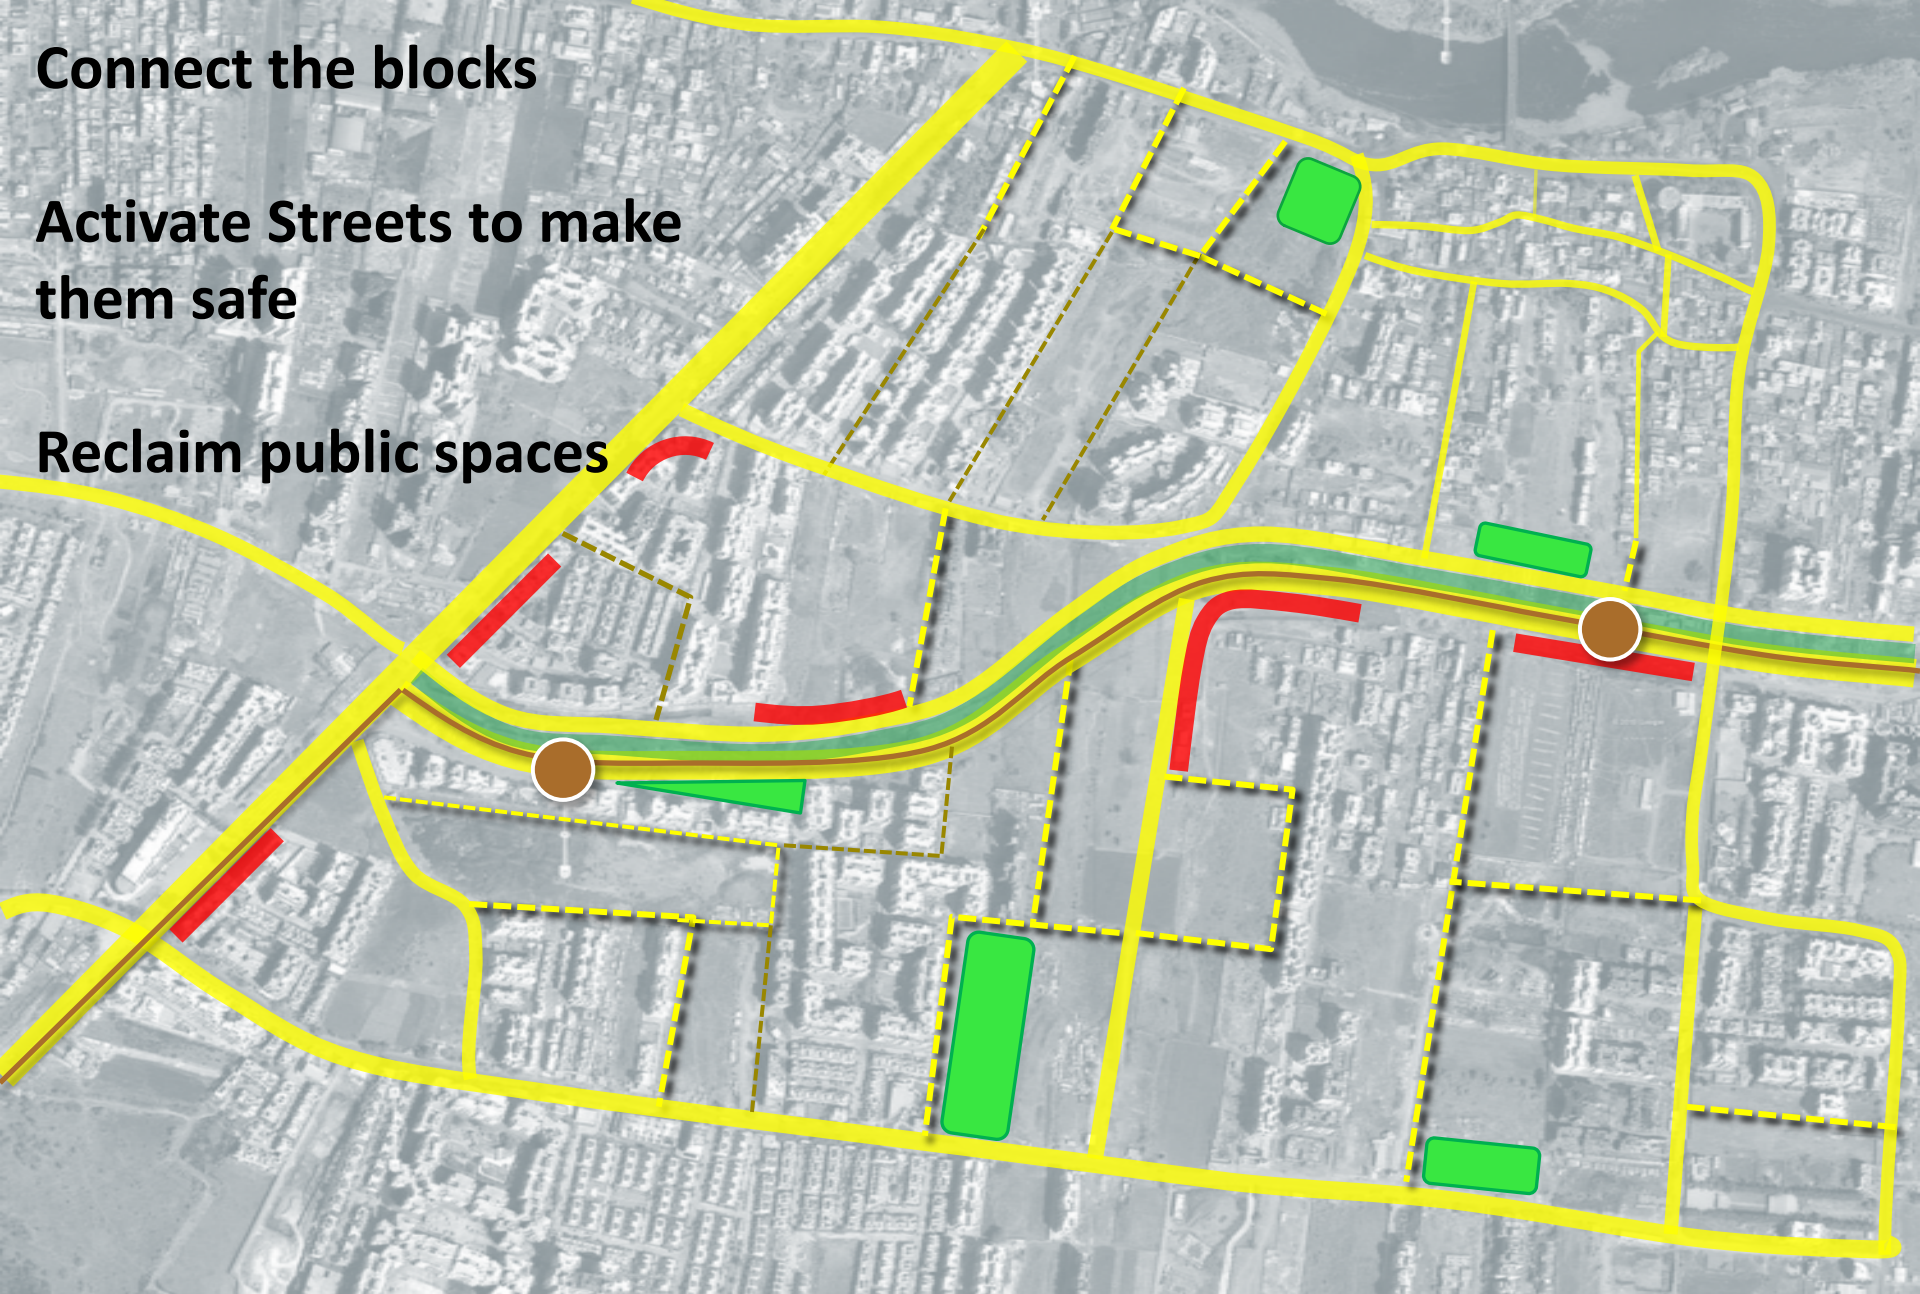 Connect the blocks
Activate Streets to make
them safe
Reclaim public spaces